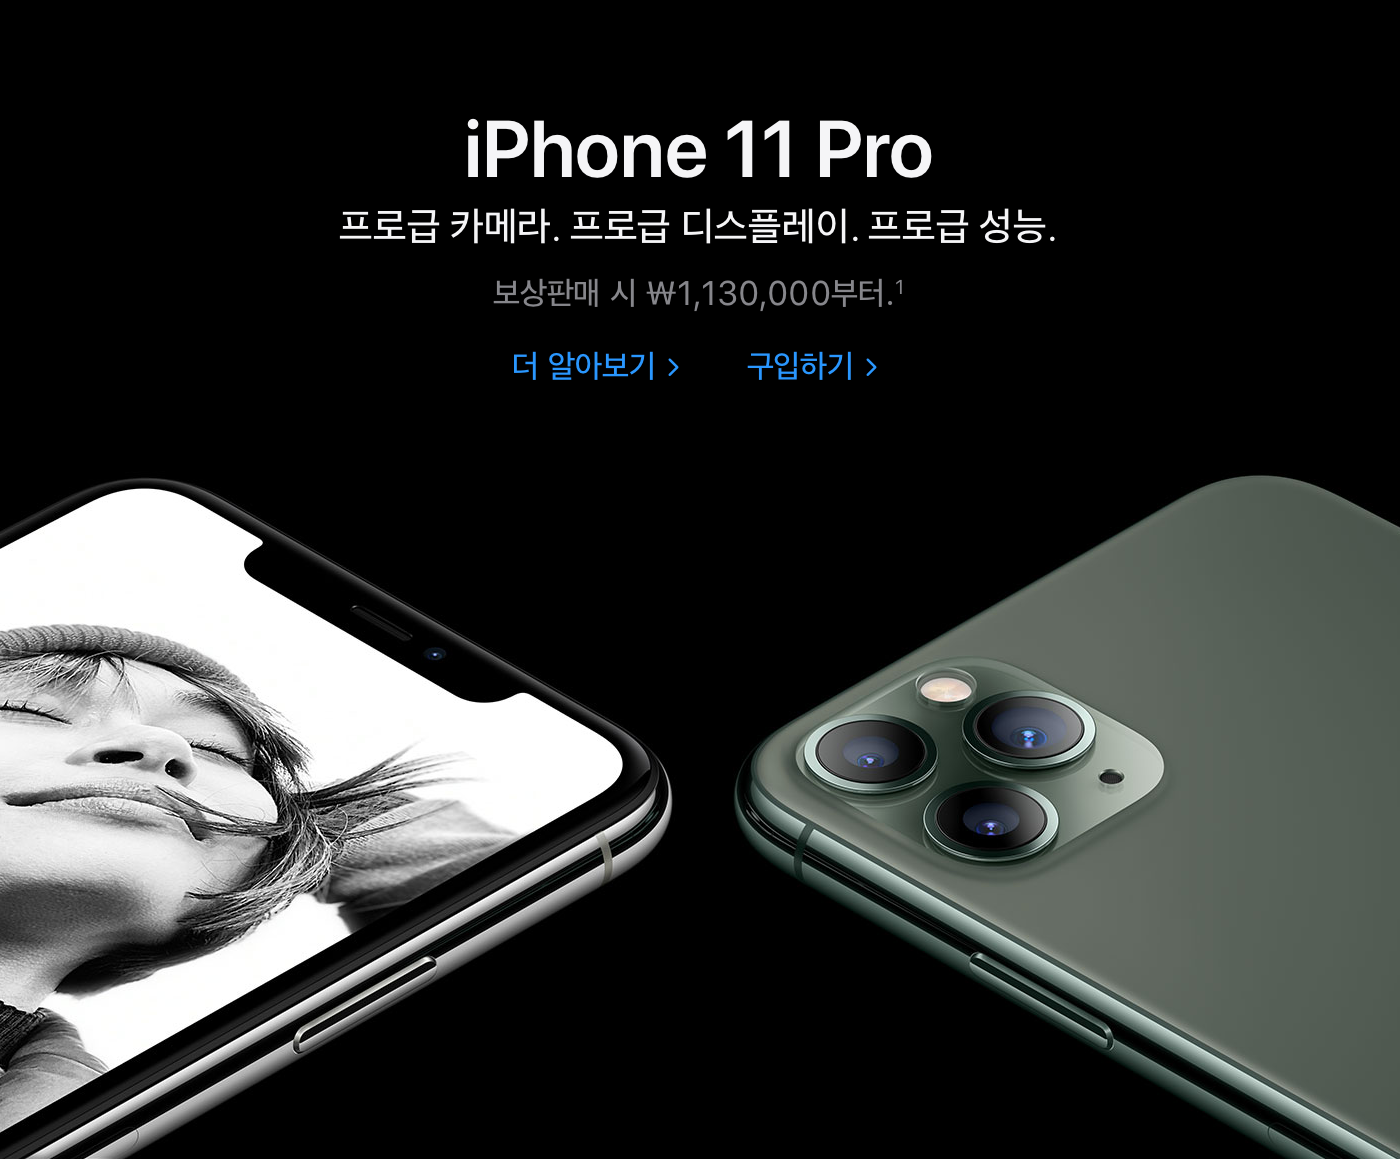 iPhone 11 Pro
프로급 카메라. 프로급 디스플레이. 프로급 성능.
보상판매 시 ₩1,130,000부터.¹
더 알아보기 > 구입하기 >